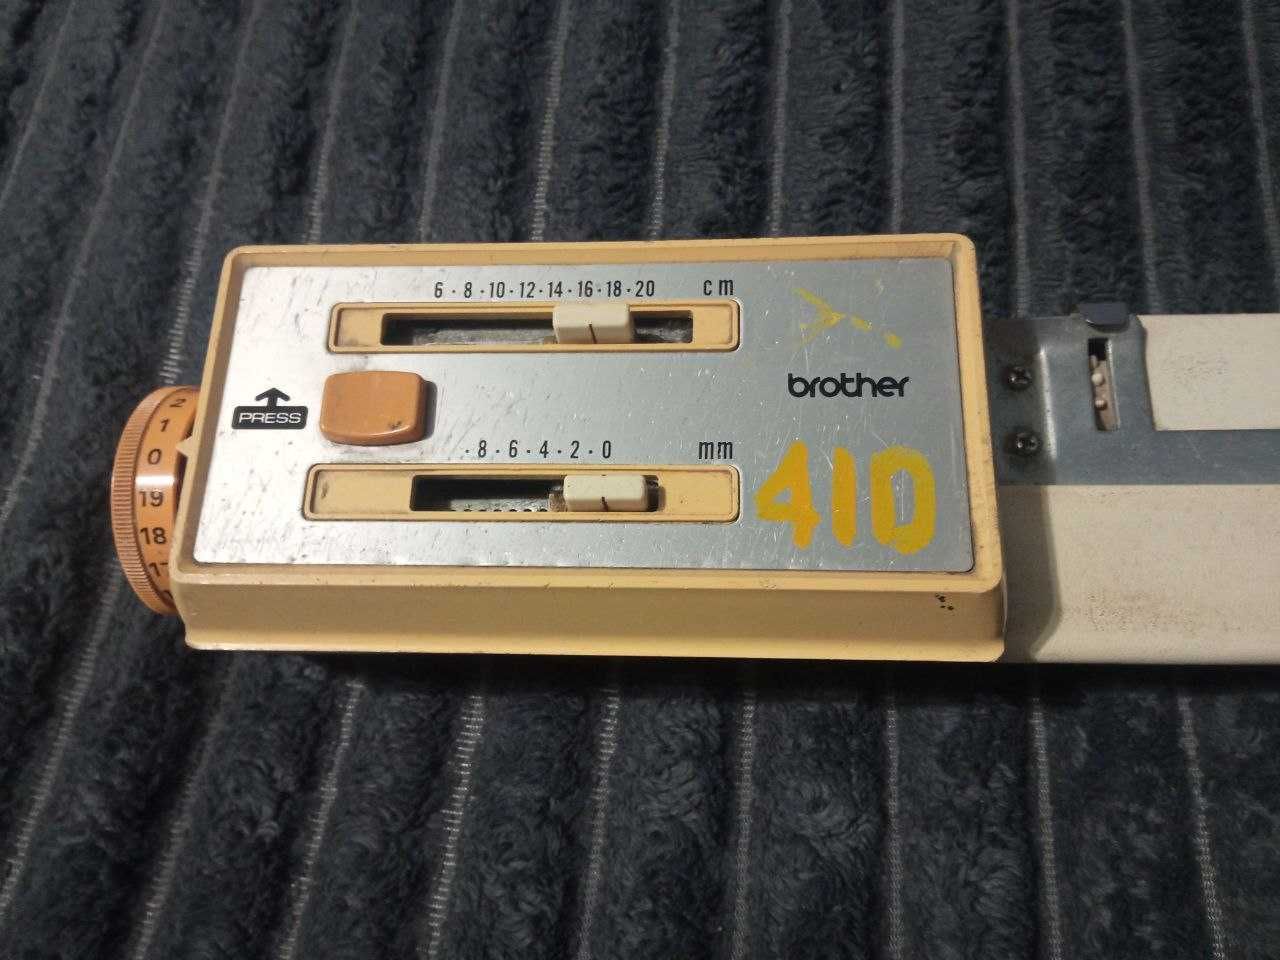 6 · 8 · 10 · 12 · 14 · 16 · 18 · 20 cm
PRESS
brother
· 8 · 6 · 4 · 2 · 0 mm
410
2
1
0
19
18